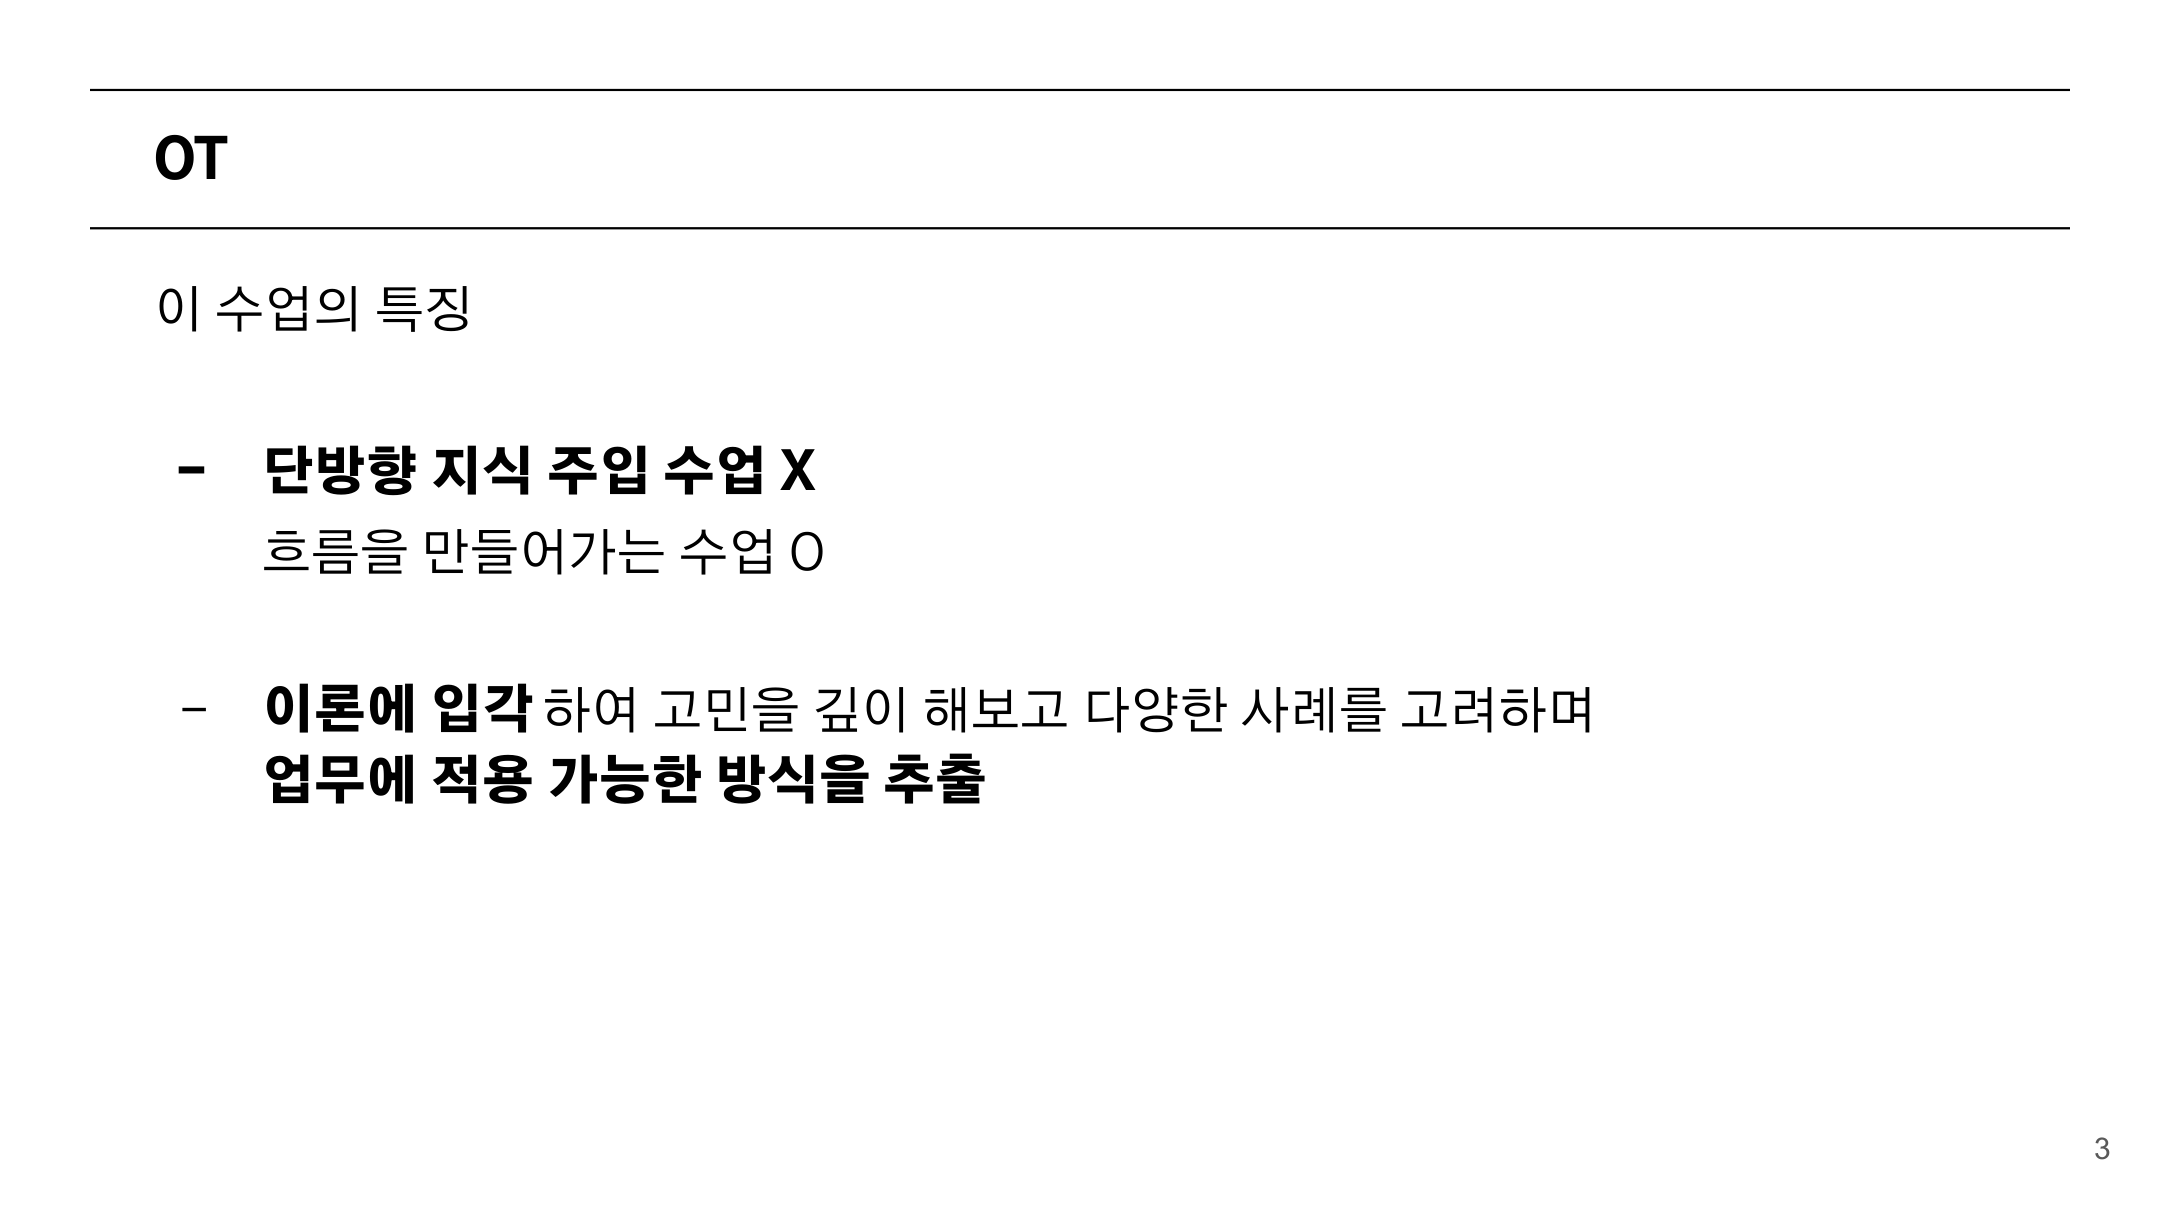 OT
이 수업의 특징
- 단방향 지식 주입 수업 X
흐름을 만들어가는 수업 O
- 이론에 입각하여 고민을 깊이 해보고 다양한 사례를 고려하며
업무에 적용 가능한 방식을 추출
3